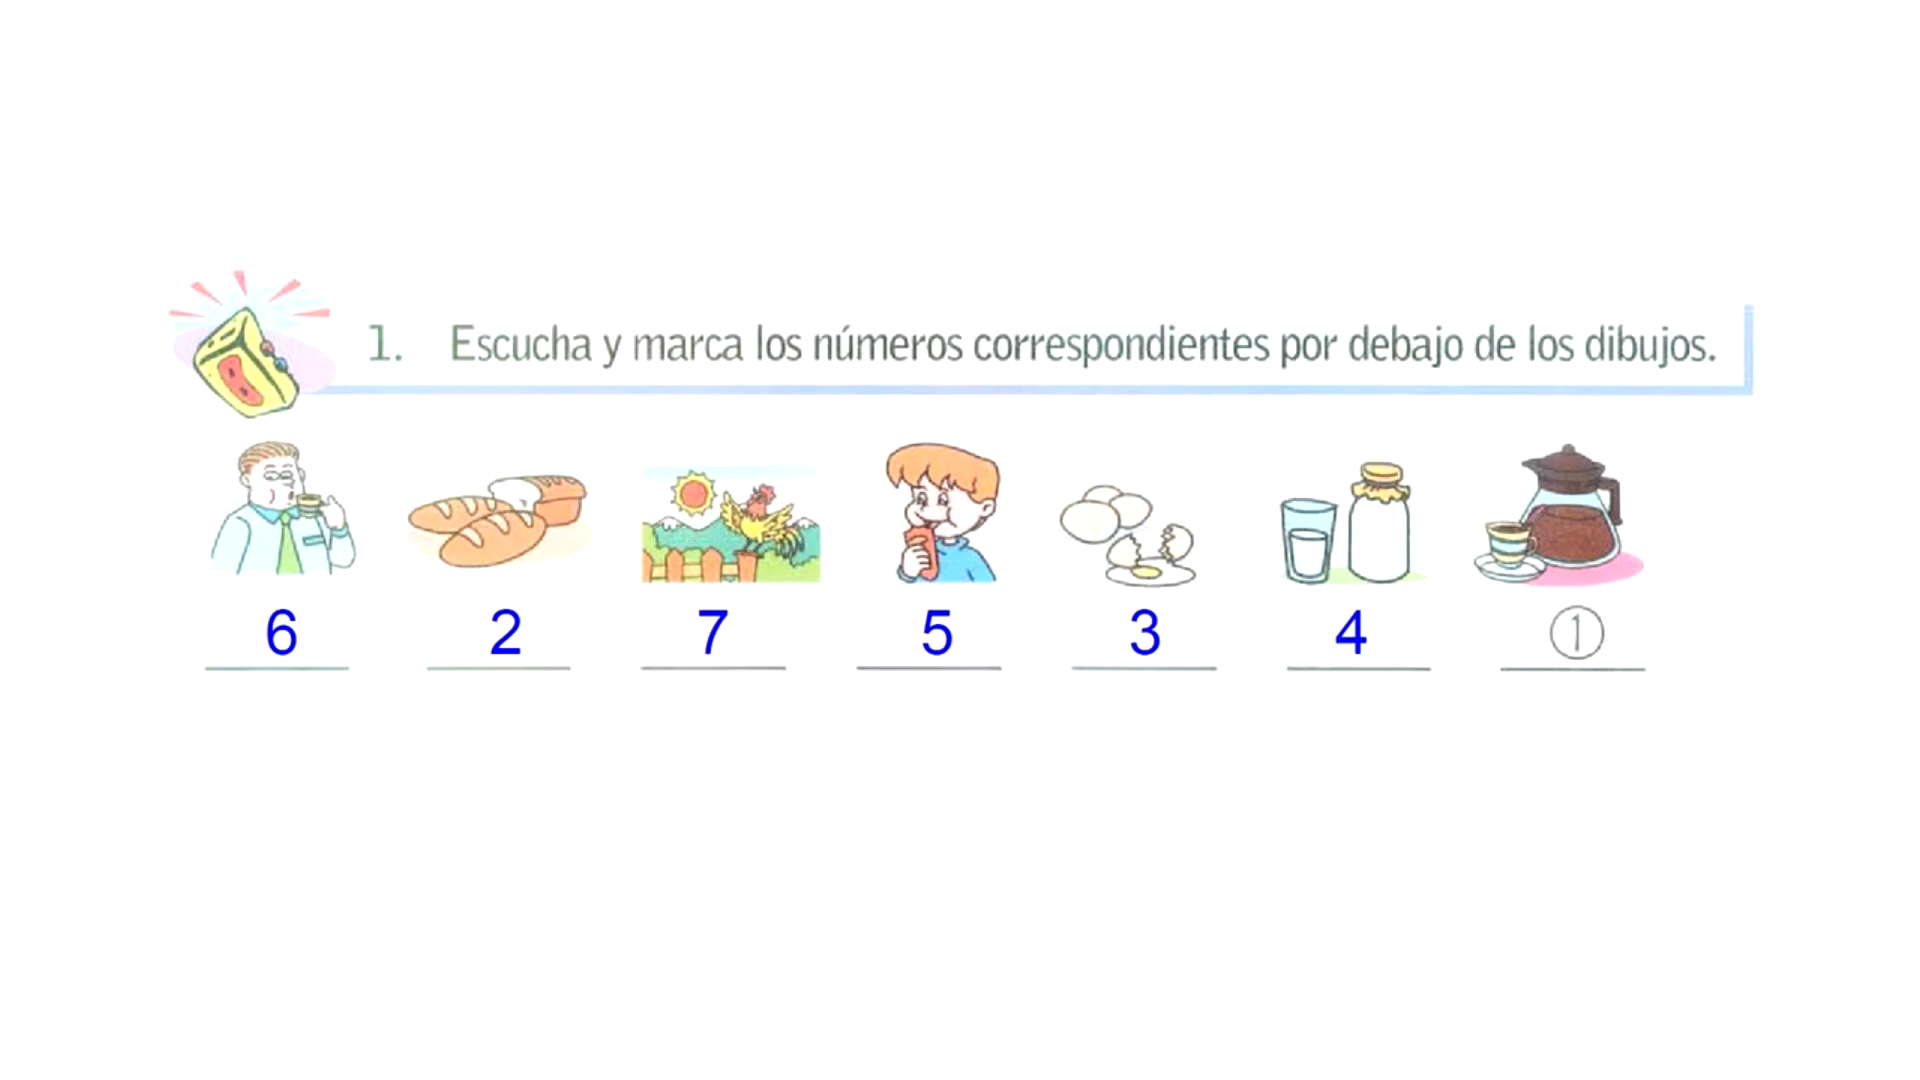 1. Escucha y marca los números correspondientes por debajo de los dibujos.
6 2 7 5 3 4 ①